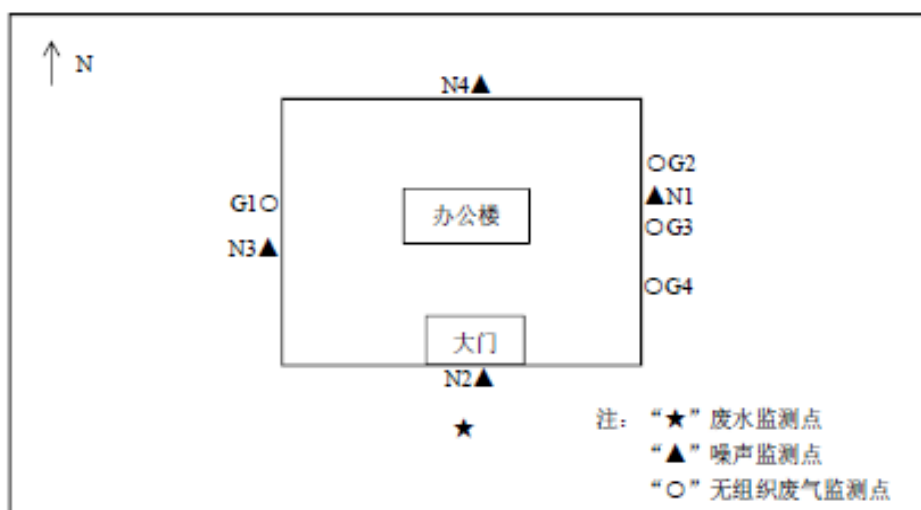 N
N4▲
○G2
G1○
▲N1
办公楼
○G3
N3▲
○G4
大门
N2▲
★
注：“★”废水监测点
“▲”噪声监测点
“○”无组织废气监测点